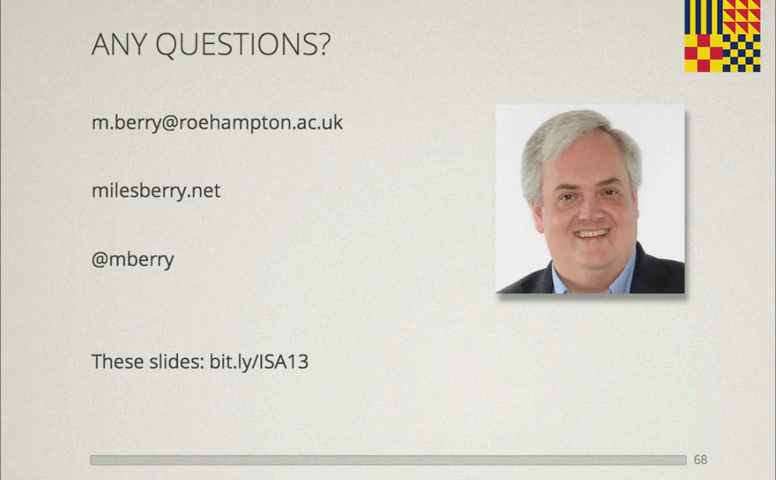 ANY QUESTIONS?
m.berry@roehampton.ac.uk
milesberry.net
@mberry
These slides: bit.ly/ISA13
68